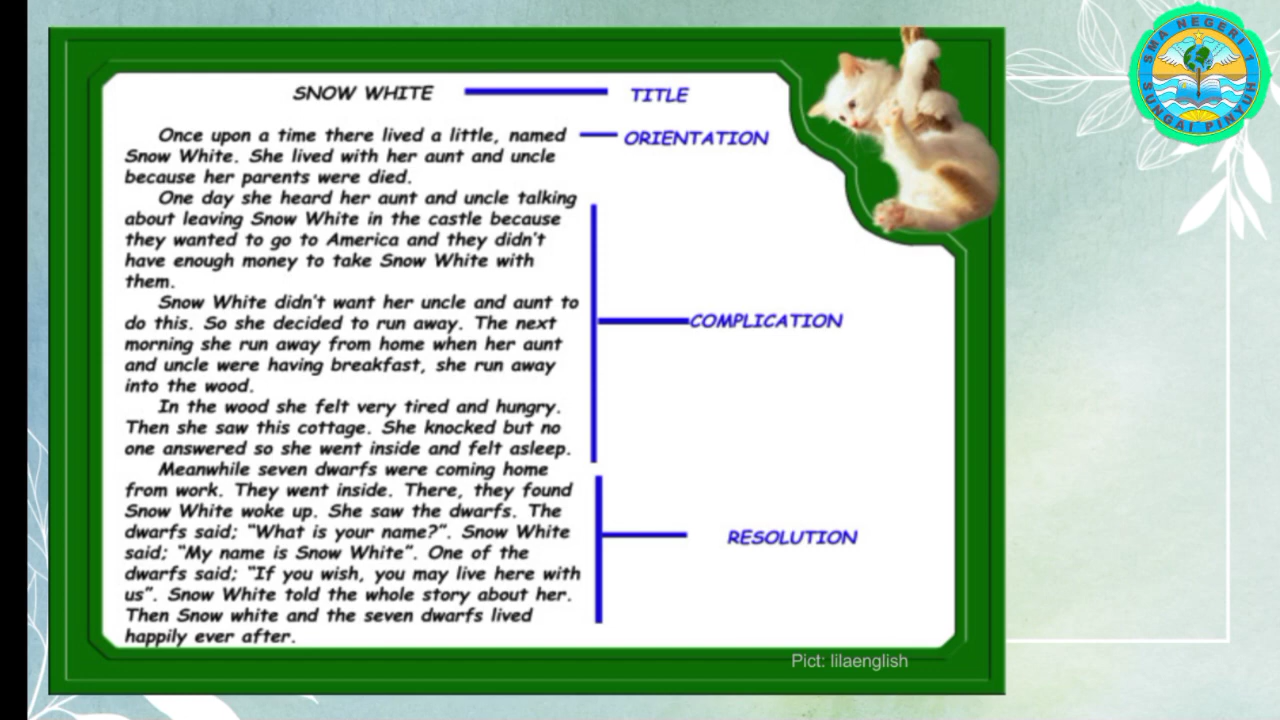 SNOW WHITE TITLE
Once upon a time there lived a little, named ORIENTATION
Snow White. She lived with her aunt and uncle
because her parents were died.
One day she heard her aunt and uncle talking
about leaving Snow White in the castle because
they wanted to go to America and they didn't
have enough money to take Snow White with
them.
Snow White didn't want her uncle and aunt to
do this. So she decided to run away. The next
morning she run away from home when her aunt
and uncle were having breakfast, she run away
into the wood.
COMPLICATION
In the wood she felt very tired and hungry.
Then she saw this cottage. She knocked but no
one answered so she went inside and felt asleep.
Meanwhile seven dwarfs were coming home
from work. They went inside. There, they found
Snow White woke up. She saw the dwarfs. The
dwarfs said; "What is your name?". Snow White
said; "My name is Snow White". One of the
dwarfs said; "If you wish, you may live here with
us". Snow White told the whole story about her.
Then Snow white and the seven dwarfs lived
happily ever after.
RESOLUTION
Pict: lilaenglish
SMA NEGERI 1
SUNGAI PINYUH